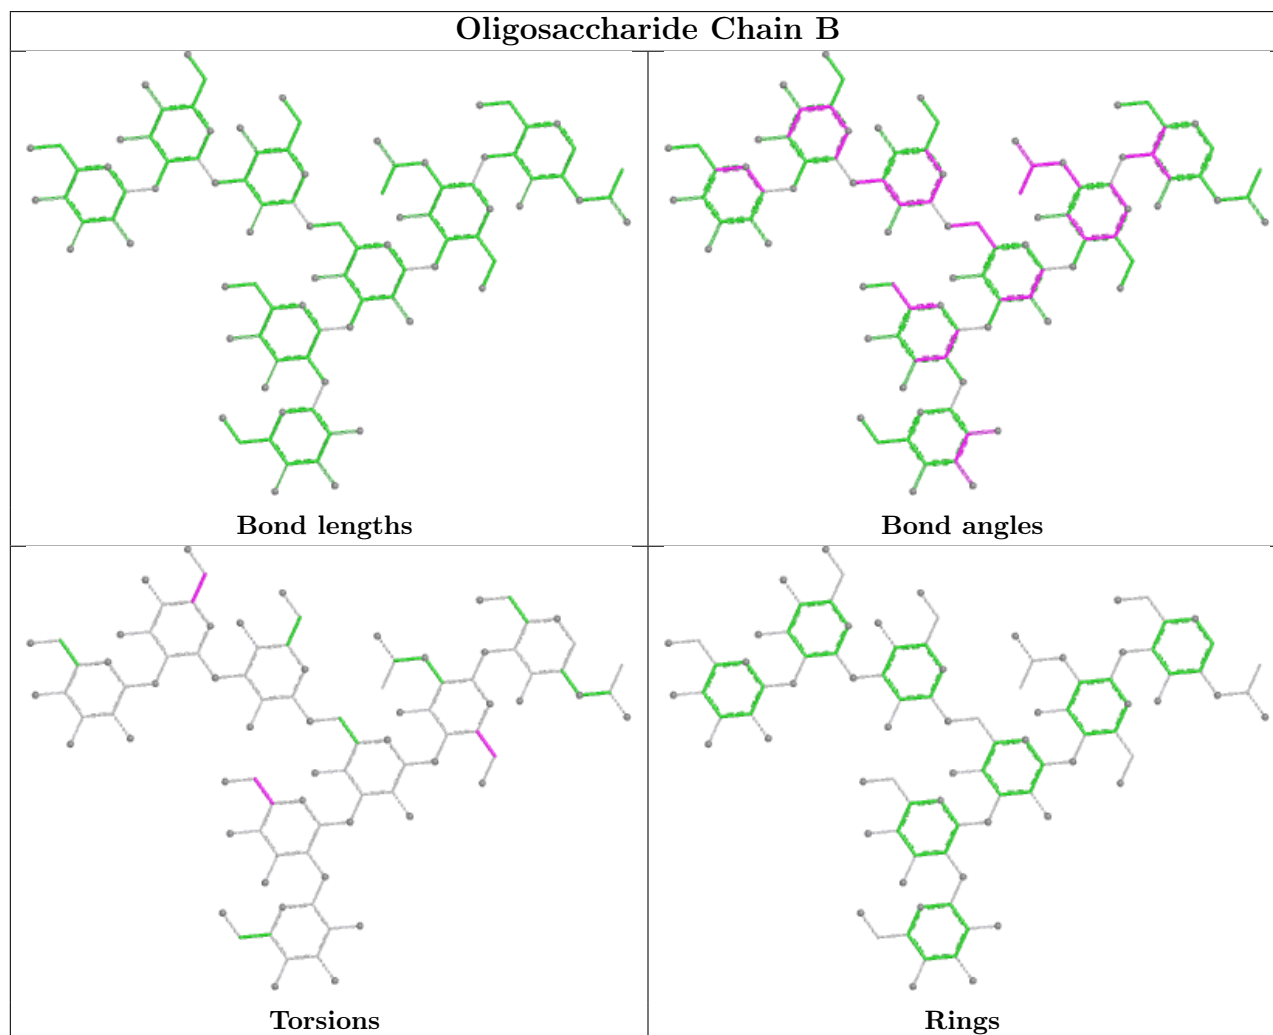 Oligosaccharide Chain B
Bond lengths
Bond angles
Torsions
Rings